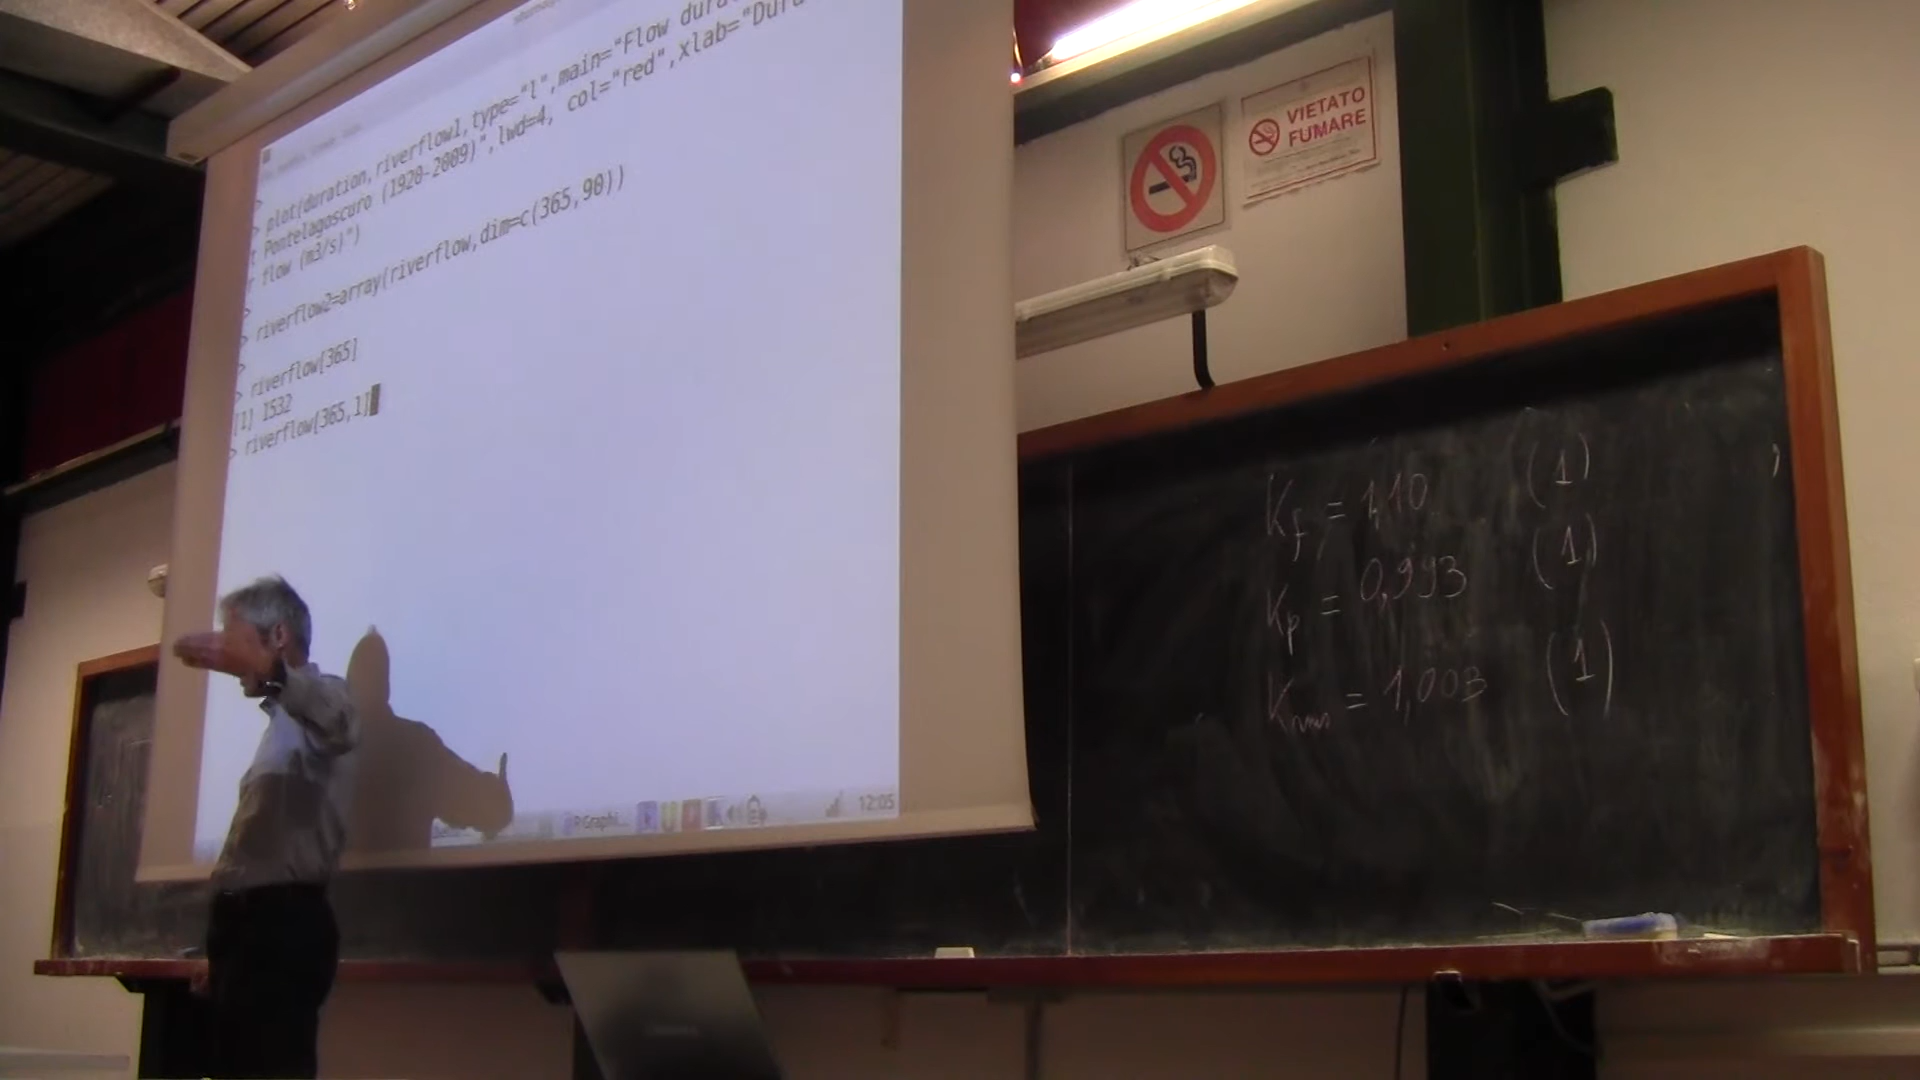 > plot(duration,riverflow1,type="l",main="Flow dura
t Pontelagoscuro (1920-2009)",lwd=4, col="red",xlab="Dura
r flow (m3/s)")
>
> riverflow2=array(riverflow,dim=c(365,90))
>
> riverflow[365]
[1] 1532
> riverflow[365,1]
12:05
VIETATO
FUMARE
Kf = 1,10 (1)
Kp = 0,993 (1)
= 1,003 (1)